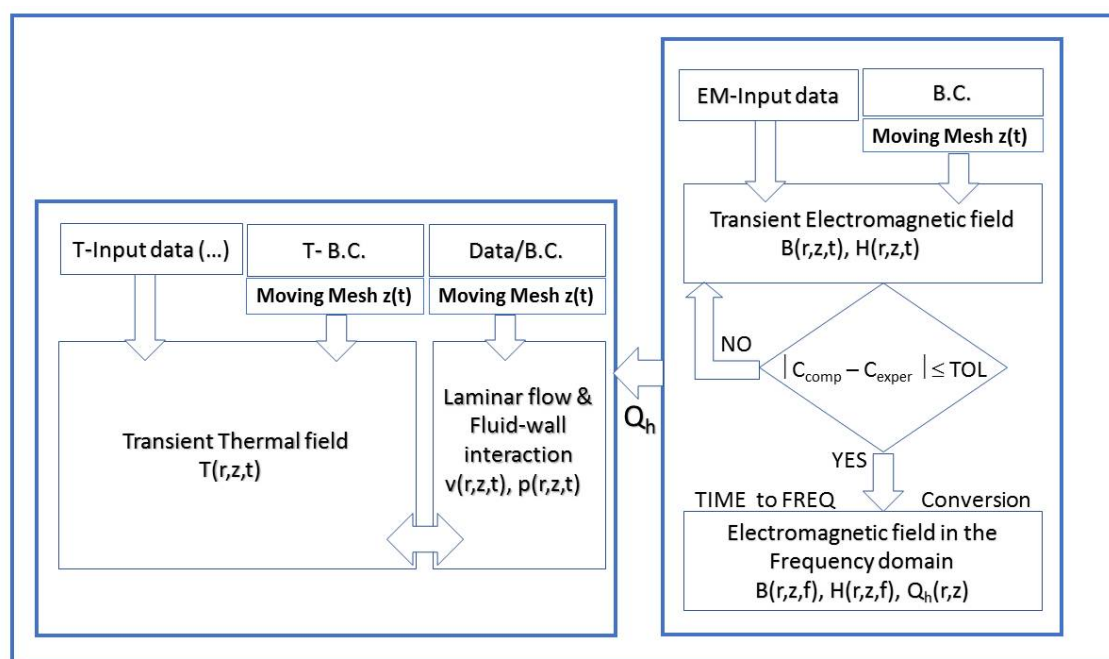 EM-Input data
B.C.
Moving Mesh z(t)
Transient Electromagnetic field
B(r,z,t), H(r,z,t)
NO
| C_comp – C_exper | ≤ TOL
YES
TIME to FREQ Conversion
Electromagnetic field in the
Frequency domain
B(r,z,f), H(r,z,f), Q_h(r,z)
Q_h
T-Input data (...)
T- B.C.
Moving Mesh z(t)
Data/B.C.
Moving Mesh z(t)
Transient Thermal field
T(r,z,t)
Laminar flow &
Fluid-wall
interaction
v(r,z,t), p(r,z,t)